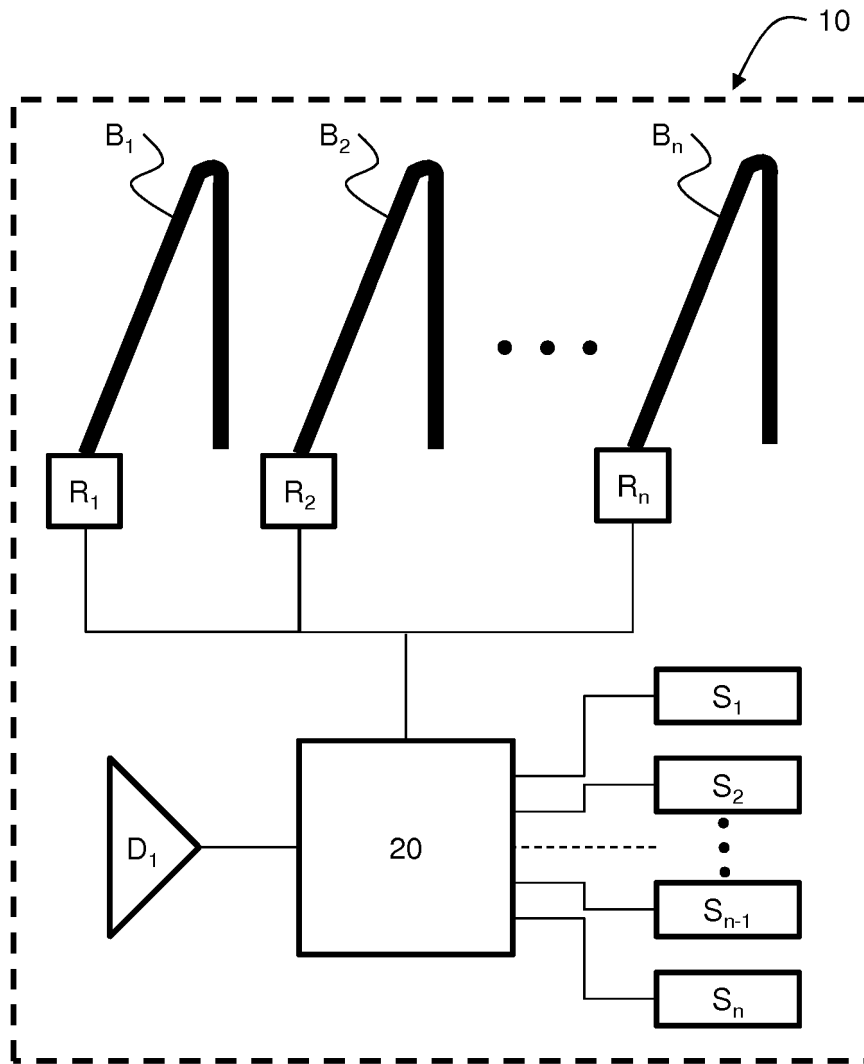 10
B₁ B₂ Bₙ
R₁ R₂ Rₙ
S₁
S₂
D₁ 20
Sₙ₋₁
Sₙ